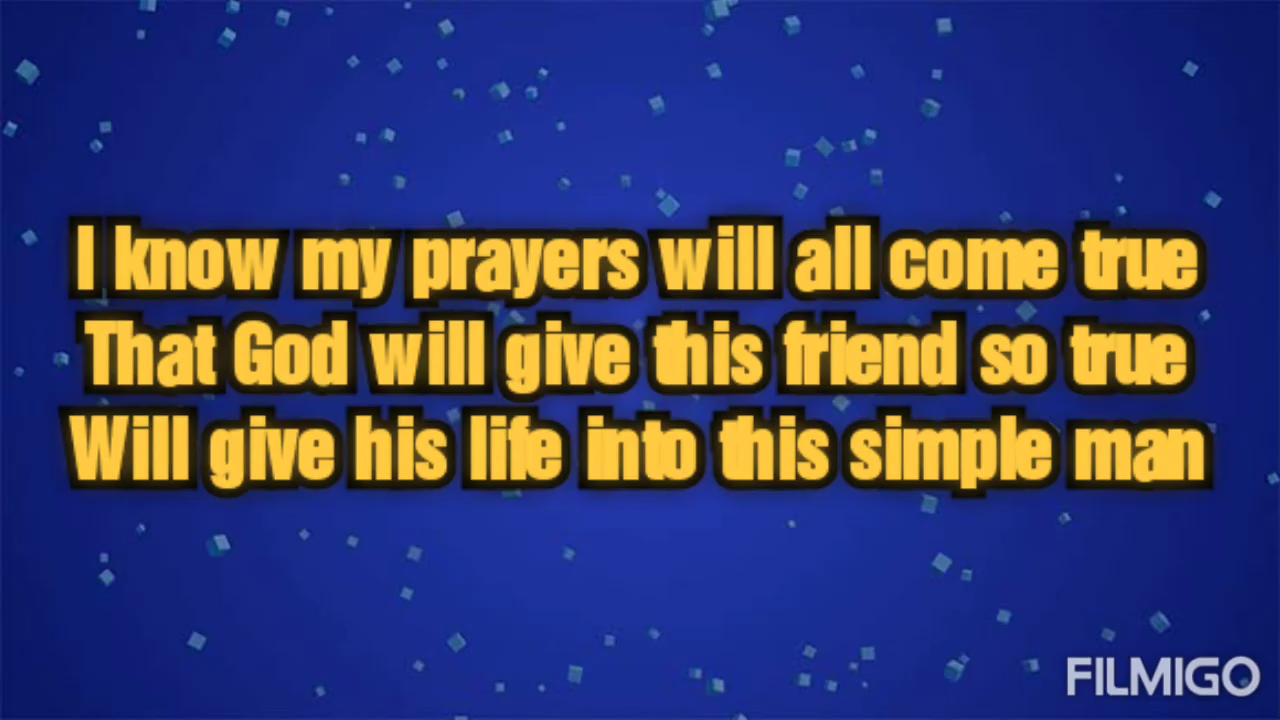 I know my prayers will all come true
That God will give this friend so true
Will give his life into this simple man
FILMIGO